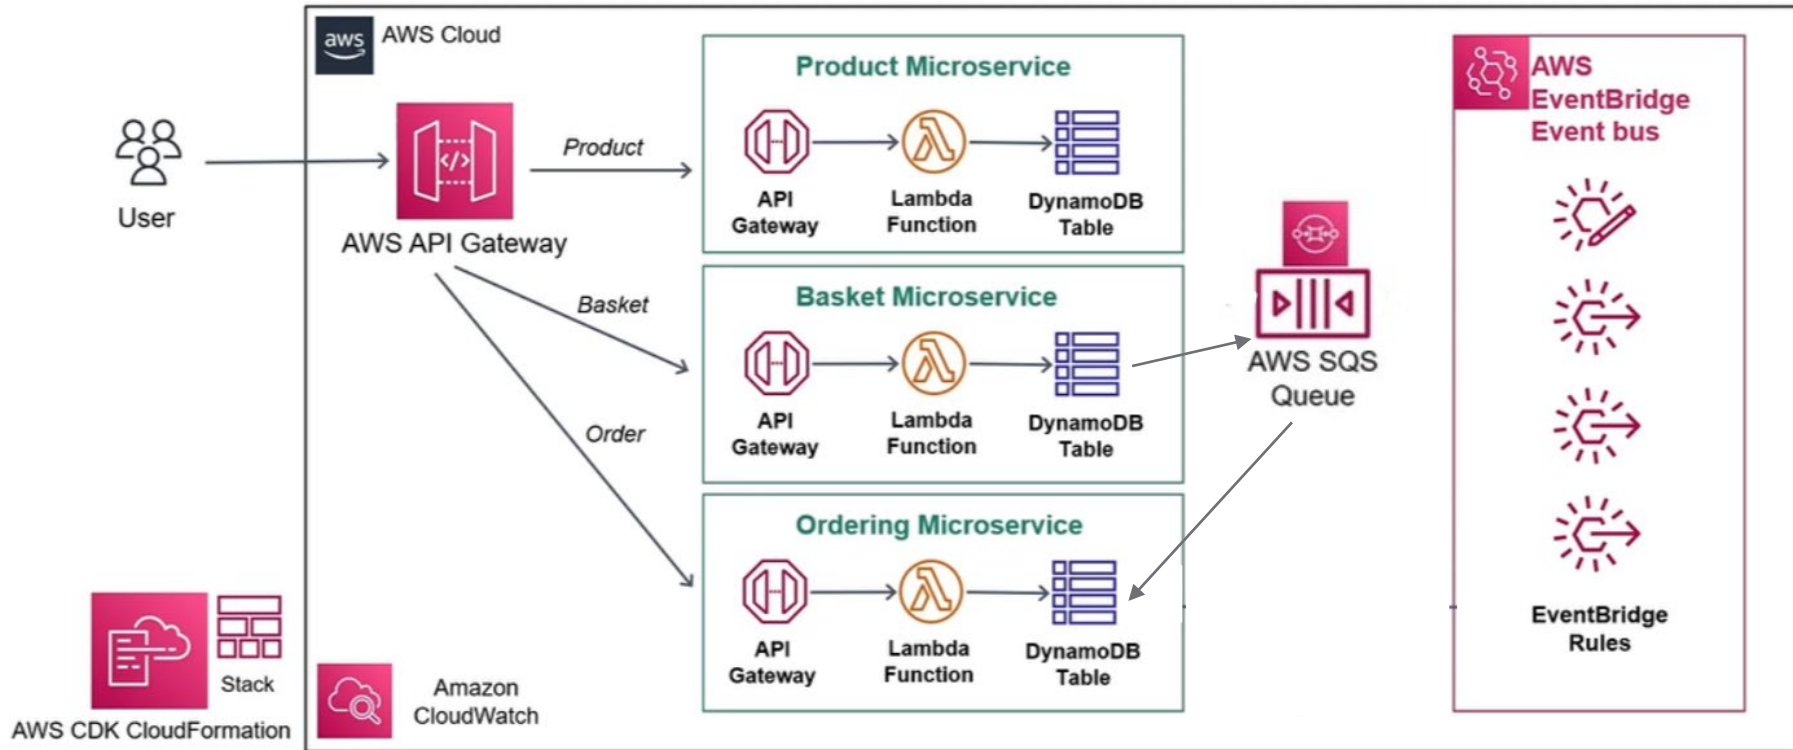 aws
AWS Cloud
User
</>
AWS API Gateway
Product
Basket
Order
Product Microservice
API
Gateway
Lambda
Function
DynamoDB
Table
Basket Microservice
API
Gateway
Lambda
Function
DynamoDB
Table
Ordering Microservice
API
Gateway
Lambda
Function
DynamoDB
Table
AWS SQS
Queue
AWS
EventBridge
Event bus
EventBridge
Rules
Stack
AWS CDK CloudFormation
Amazon
CloudWatch